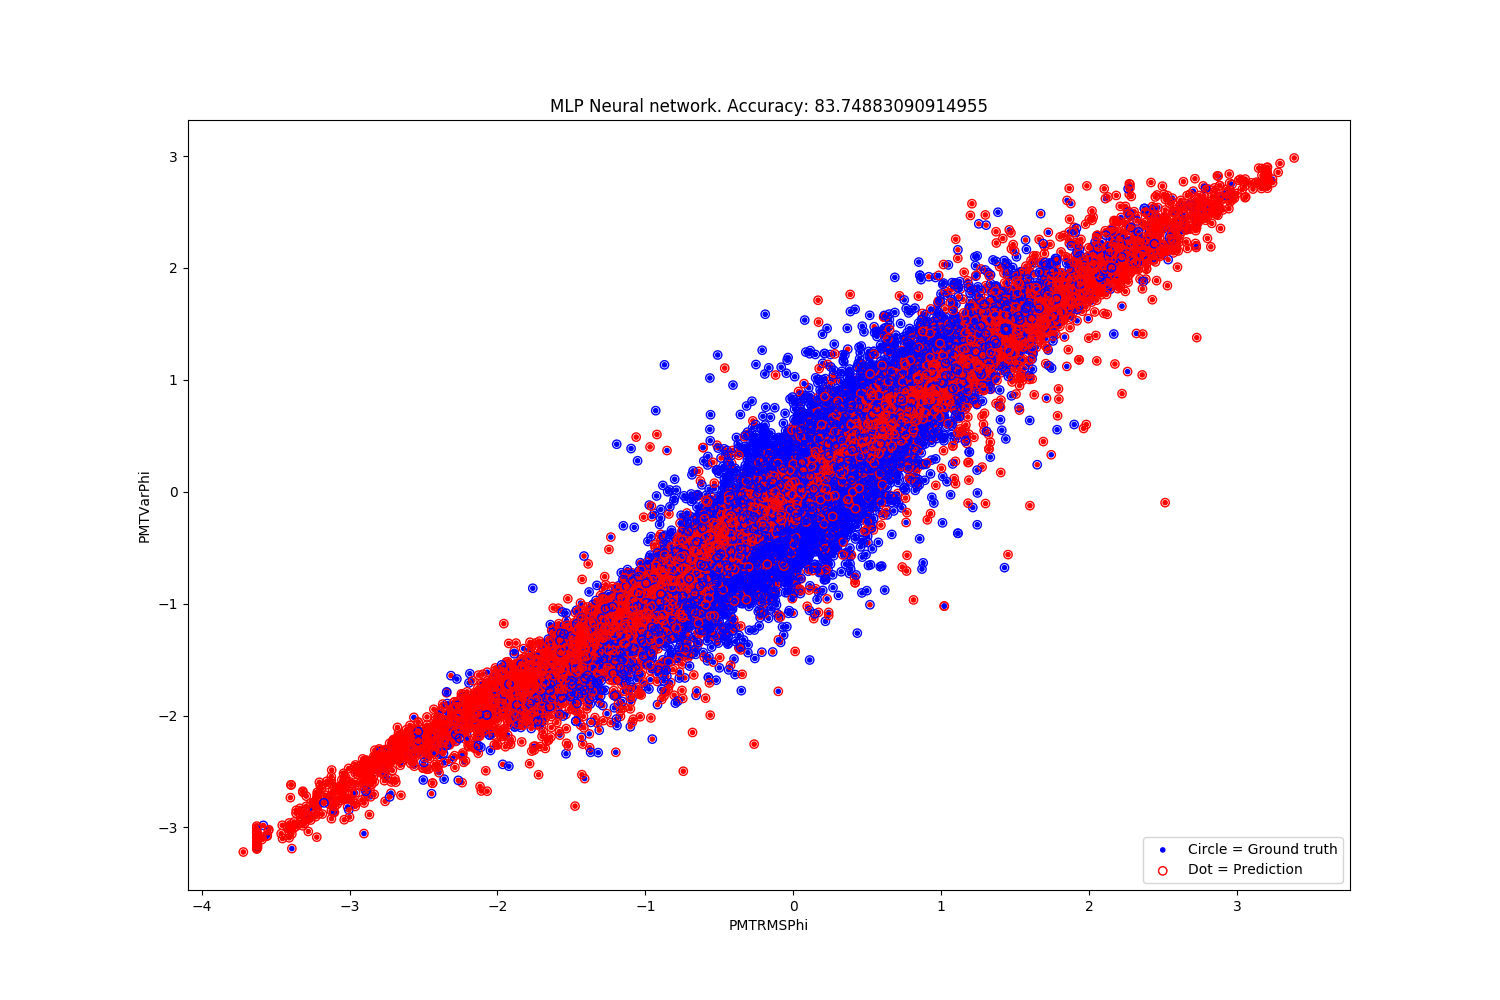 MLP Neural network. Accuracy: 83.74883090914955
3
2
1
0
−1
−2
−3
PMTVarPhi
−4 −3 −2 −1 0 1 2 3
PMTRMSPhi
Circle = Ground truth
Dot = Prediction